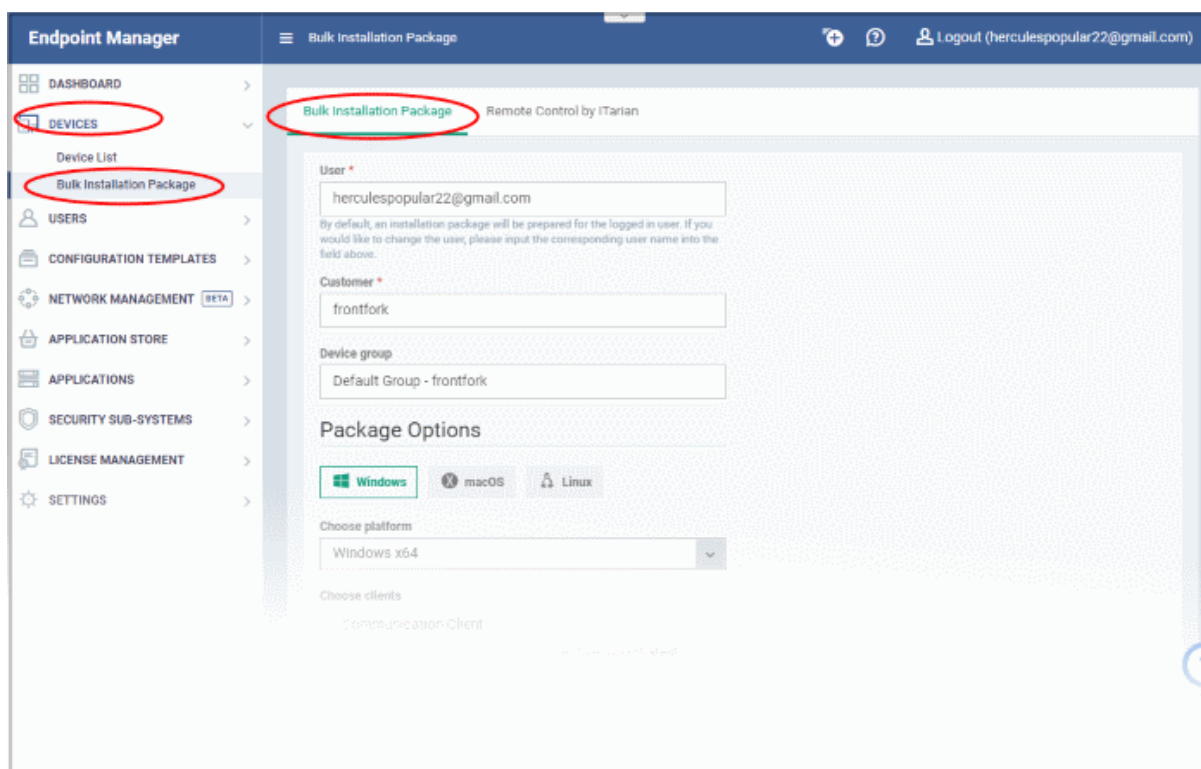 Endpoint Manager
Bulk Installation Package
Logout (herculespopular22@gmail.com)
DASHBOARD
DEVICES
Device List
Bulk Installation Package
USERS
CONFIGURATION TEMPLATES
NETWORK MANAGEMENT BETA
APPLICATION STORE
APPLICATIONS
SECURITY SUB-SYSTEMS
LICENSE MANAGEMENT
SETTINGS
Bulk Installation Package Remote Control by ITarian
User *
herculespopular22@gmail.com
By default, an installation package will be prepared for the logged in user. If you
would like to change the user, please input the corresponding user name into the
field above.
Customer *
frontfork
Device group
Default Group - frontfork
Package Options
Windows macOS Linux
Choose platform
Windows x64
Choose clients
Communication Client